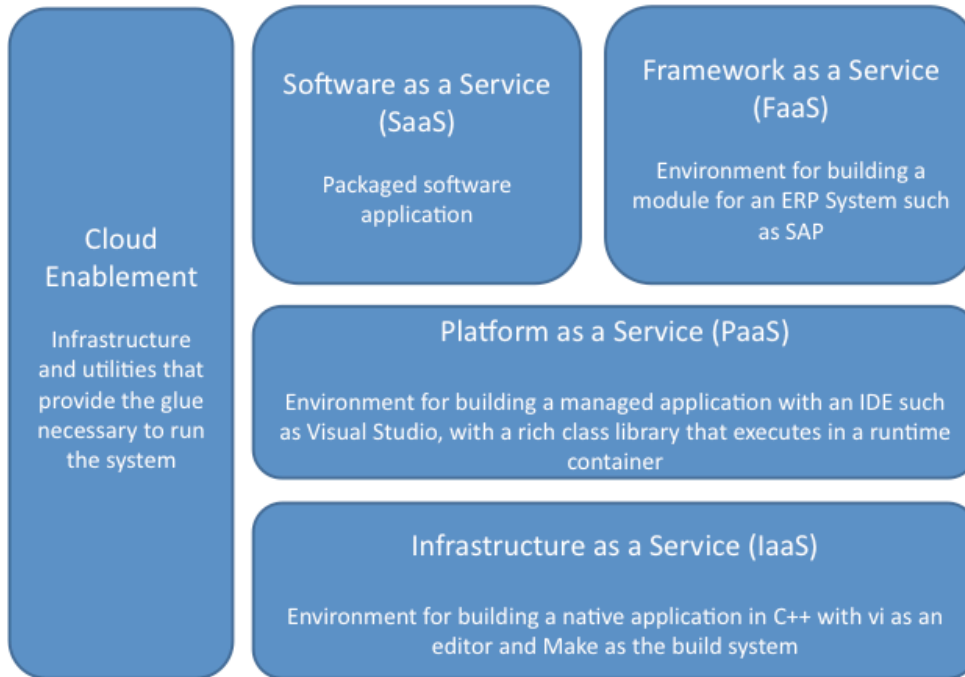 Cloud
Enablement
Infrastructure
and utilities that
provide the glue
necessary to run
the system
Software as a Service
(SaaS)
Packaged software
application
Framework as a Service
(FaaS)
Environment for building a
module for an ERP System such
as SAP
Platform as a Service (PaaS)
Environment for building a managed application with an IDE such
as Visual Studio, with a rich class library that executes in a runtime
container
Infrastructure as a Service (IaaS)
Environment for building a native application in C++ with vi as an
editor and Make as the build system